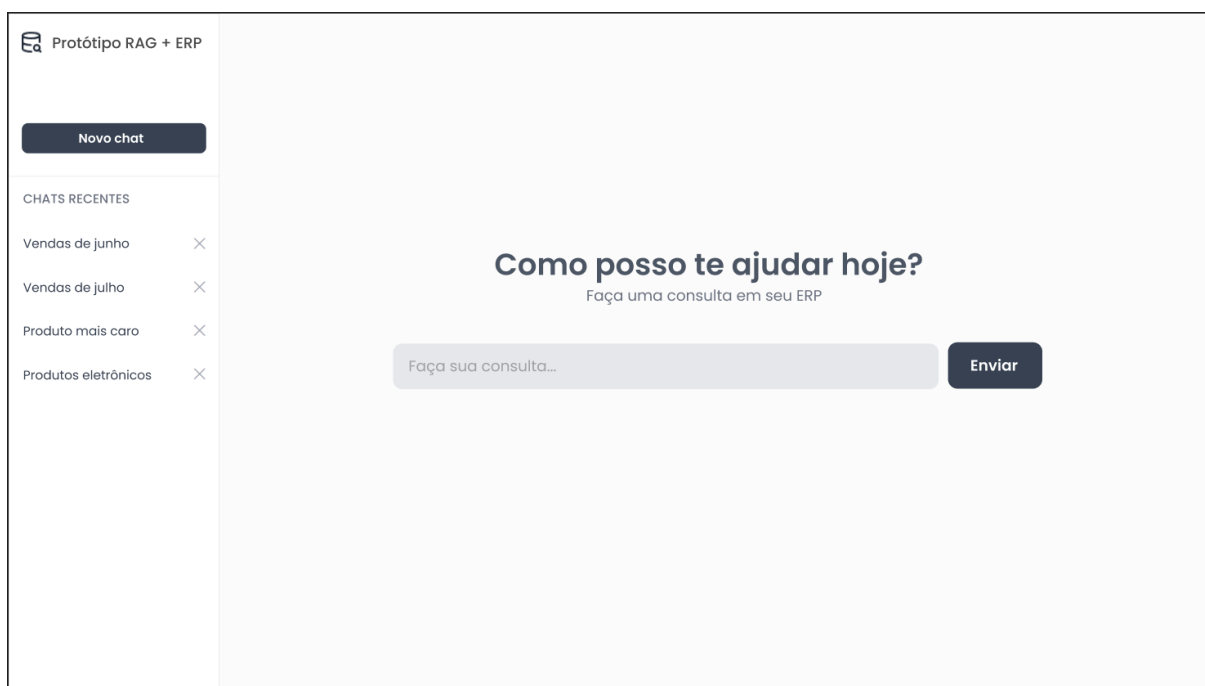 Protótipo RAG + ERP
Novo chat
CHATS RECENTES
Vendas de junho
Vendas de julho
Produto mais caro
Produtos eletrônicos
Como posso te ajudar hoje?
Faça uma consulta em seu ERP
Faça sua consulta...
Enviar